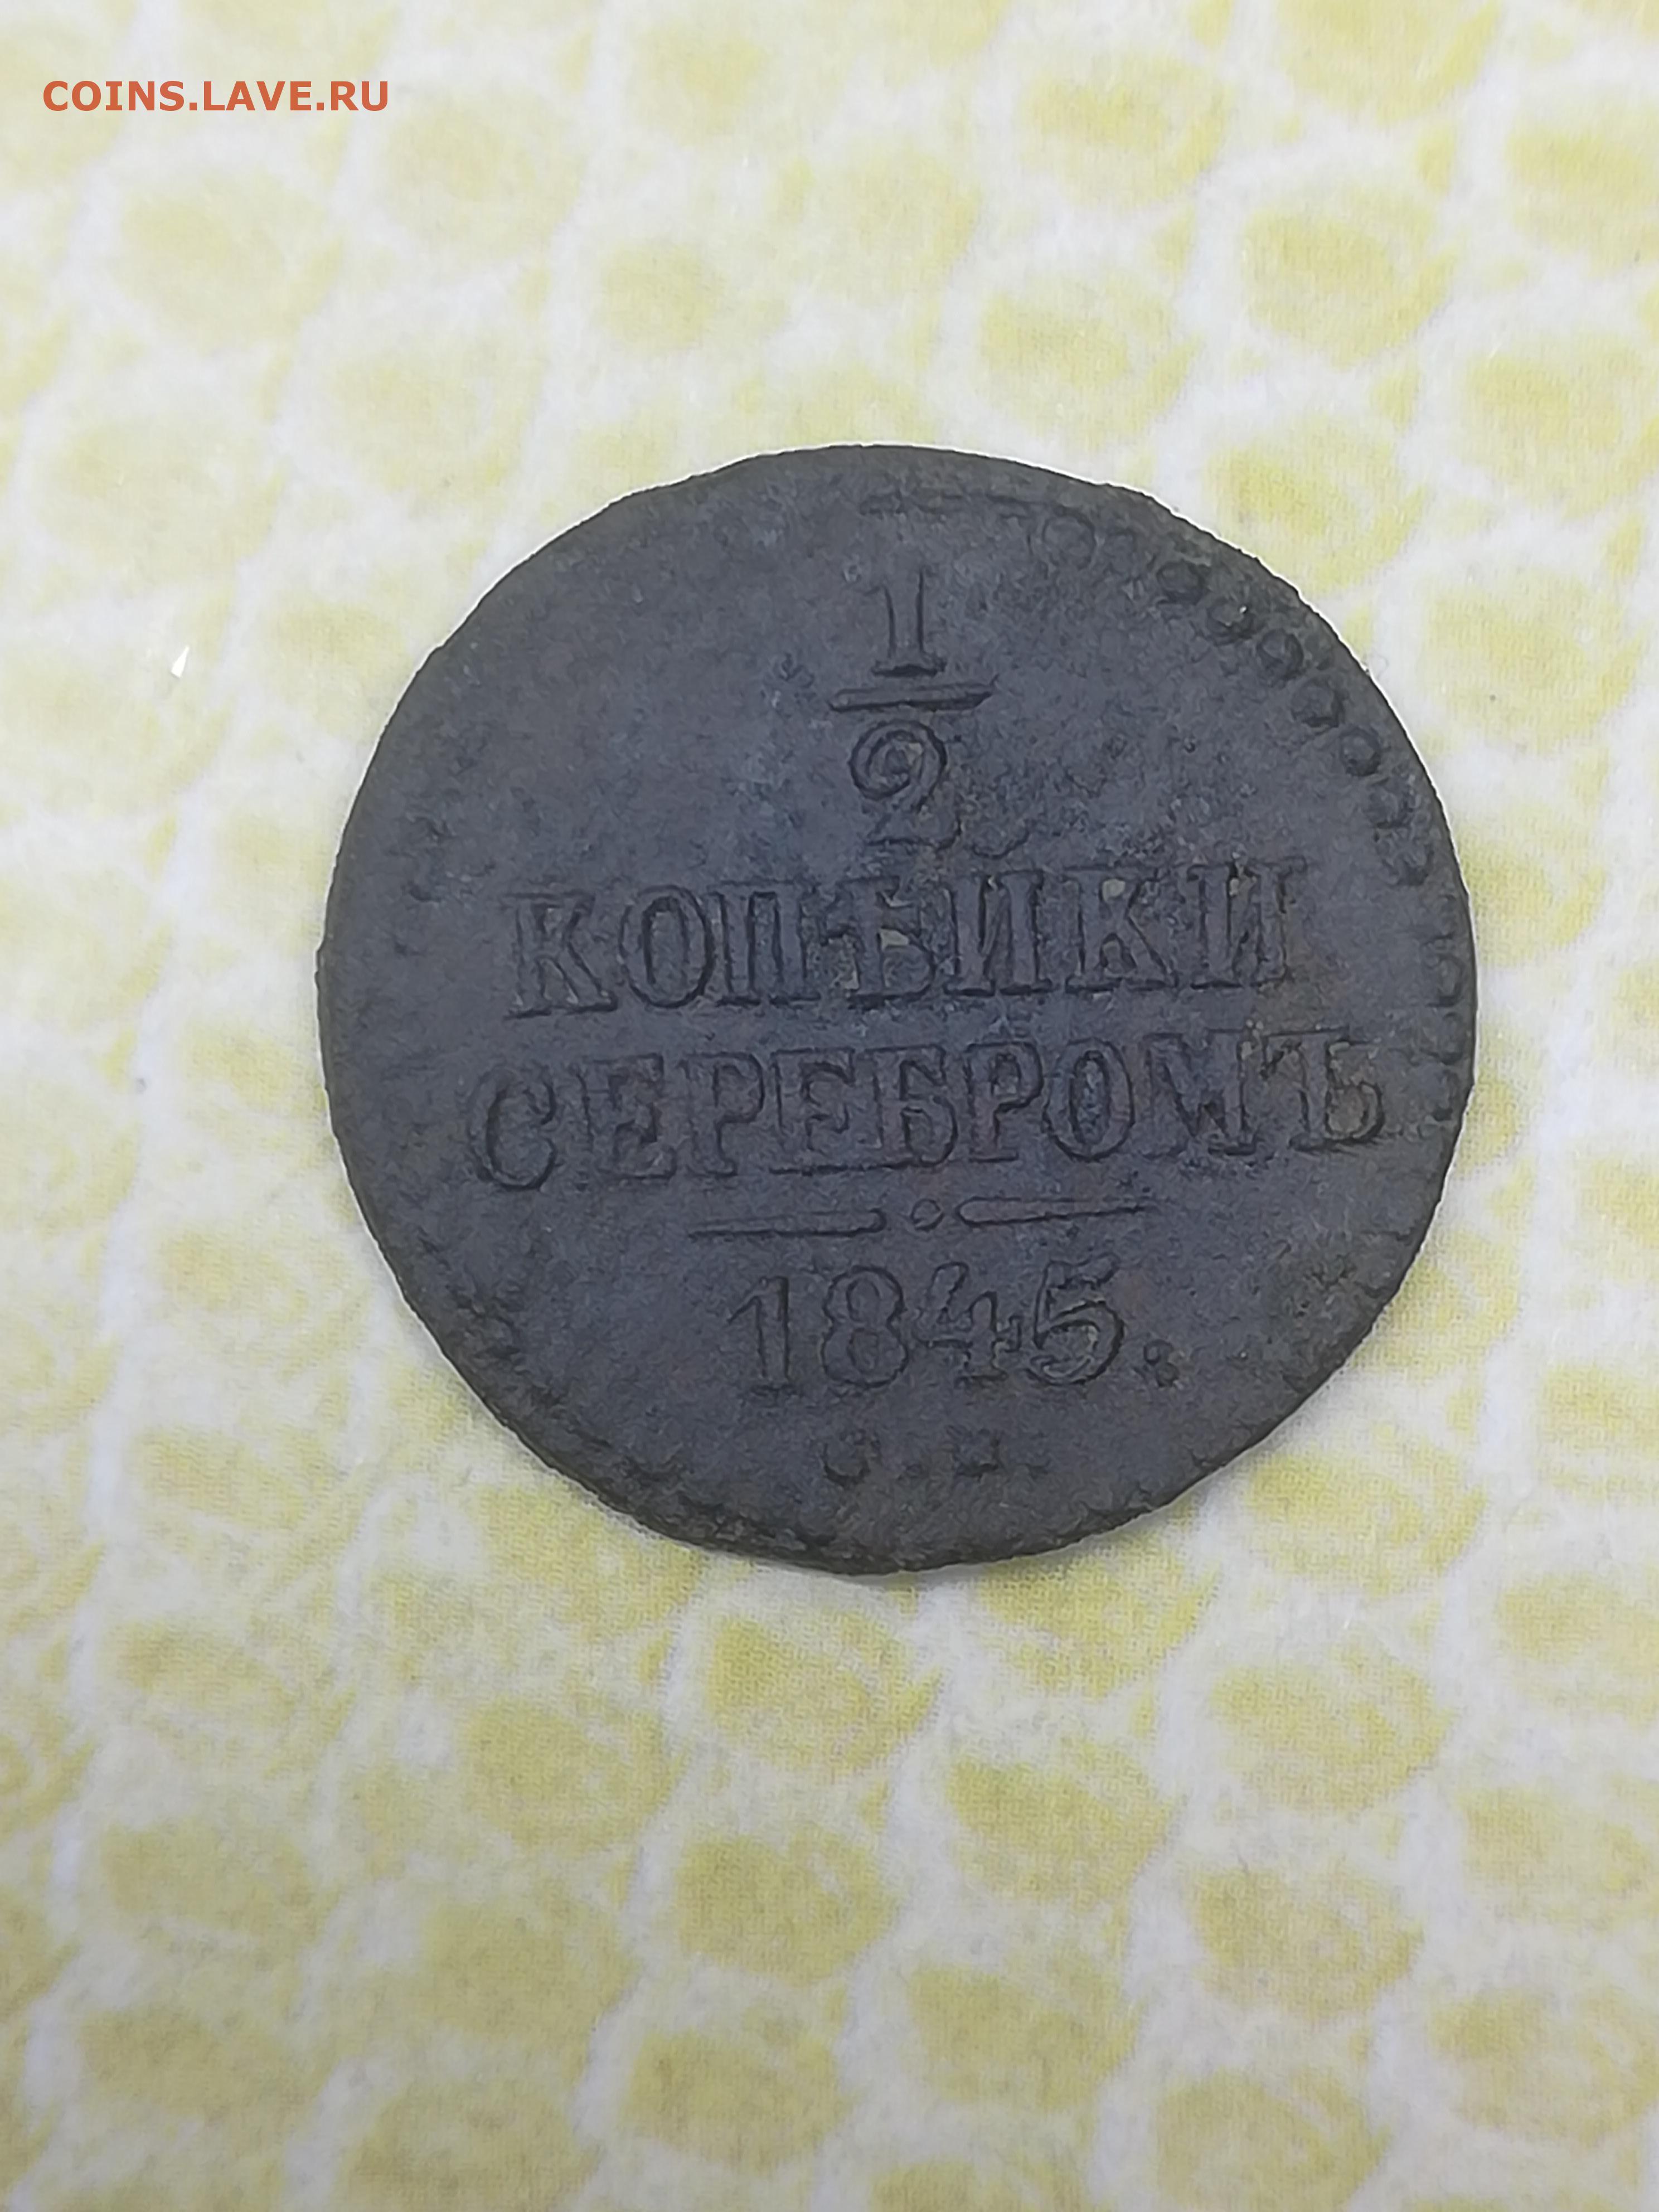 COINS.LAVE.RU
1
2
КОПѢЙКИ
СЕРЕБРОМЪ
1845.
С.М.